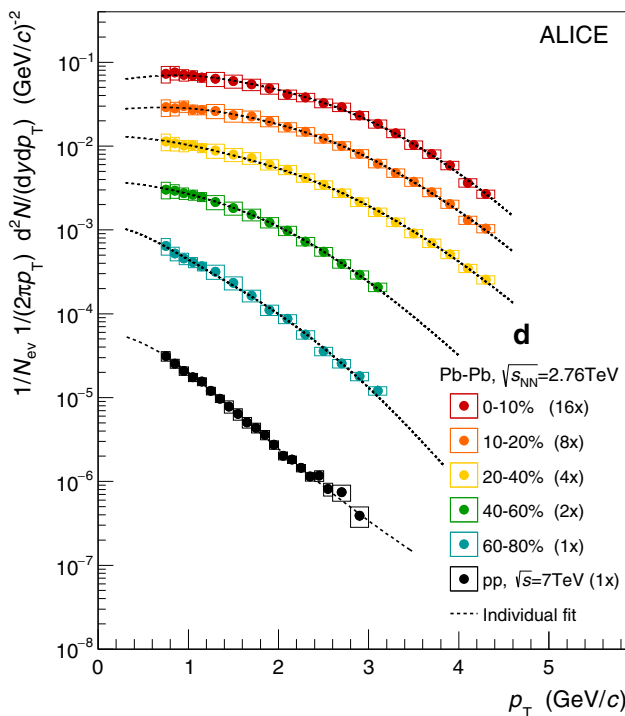 ALICE
1/N_ev 1/(2πp_T) d²N/(dydp_T) (GeV/c)⁻²
10⁻¹
10⁻²
10⁻³
10⁻⁴
10⁻⁵
10⁻⁶
10⁻⁷
10⁻⁸
d
Pb-Pb, √s_NN=2.76TeV
0-10% (16x)
10-20% (8x)
20-40% (4x)
40-60% (2x)
60-80% (1x)
pp, √s=7TeV (1x)
Individual fit
0 1 2 3 4 5
p_T (GeV/c)